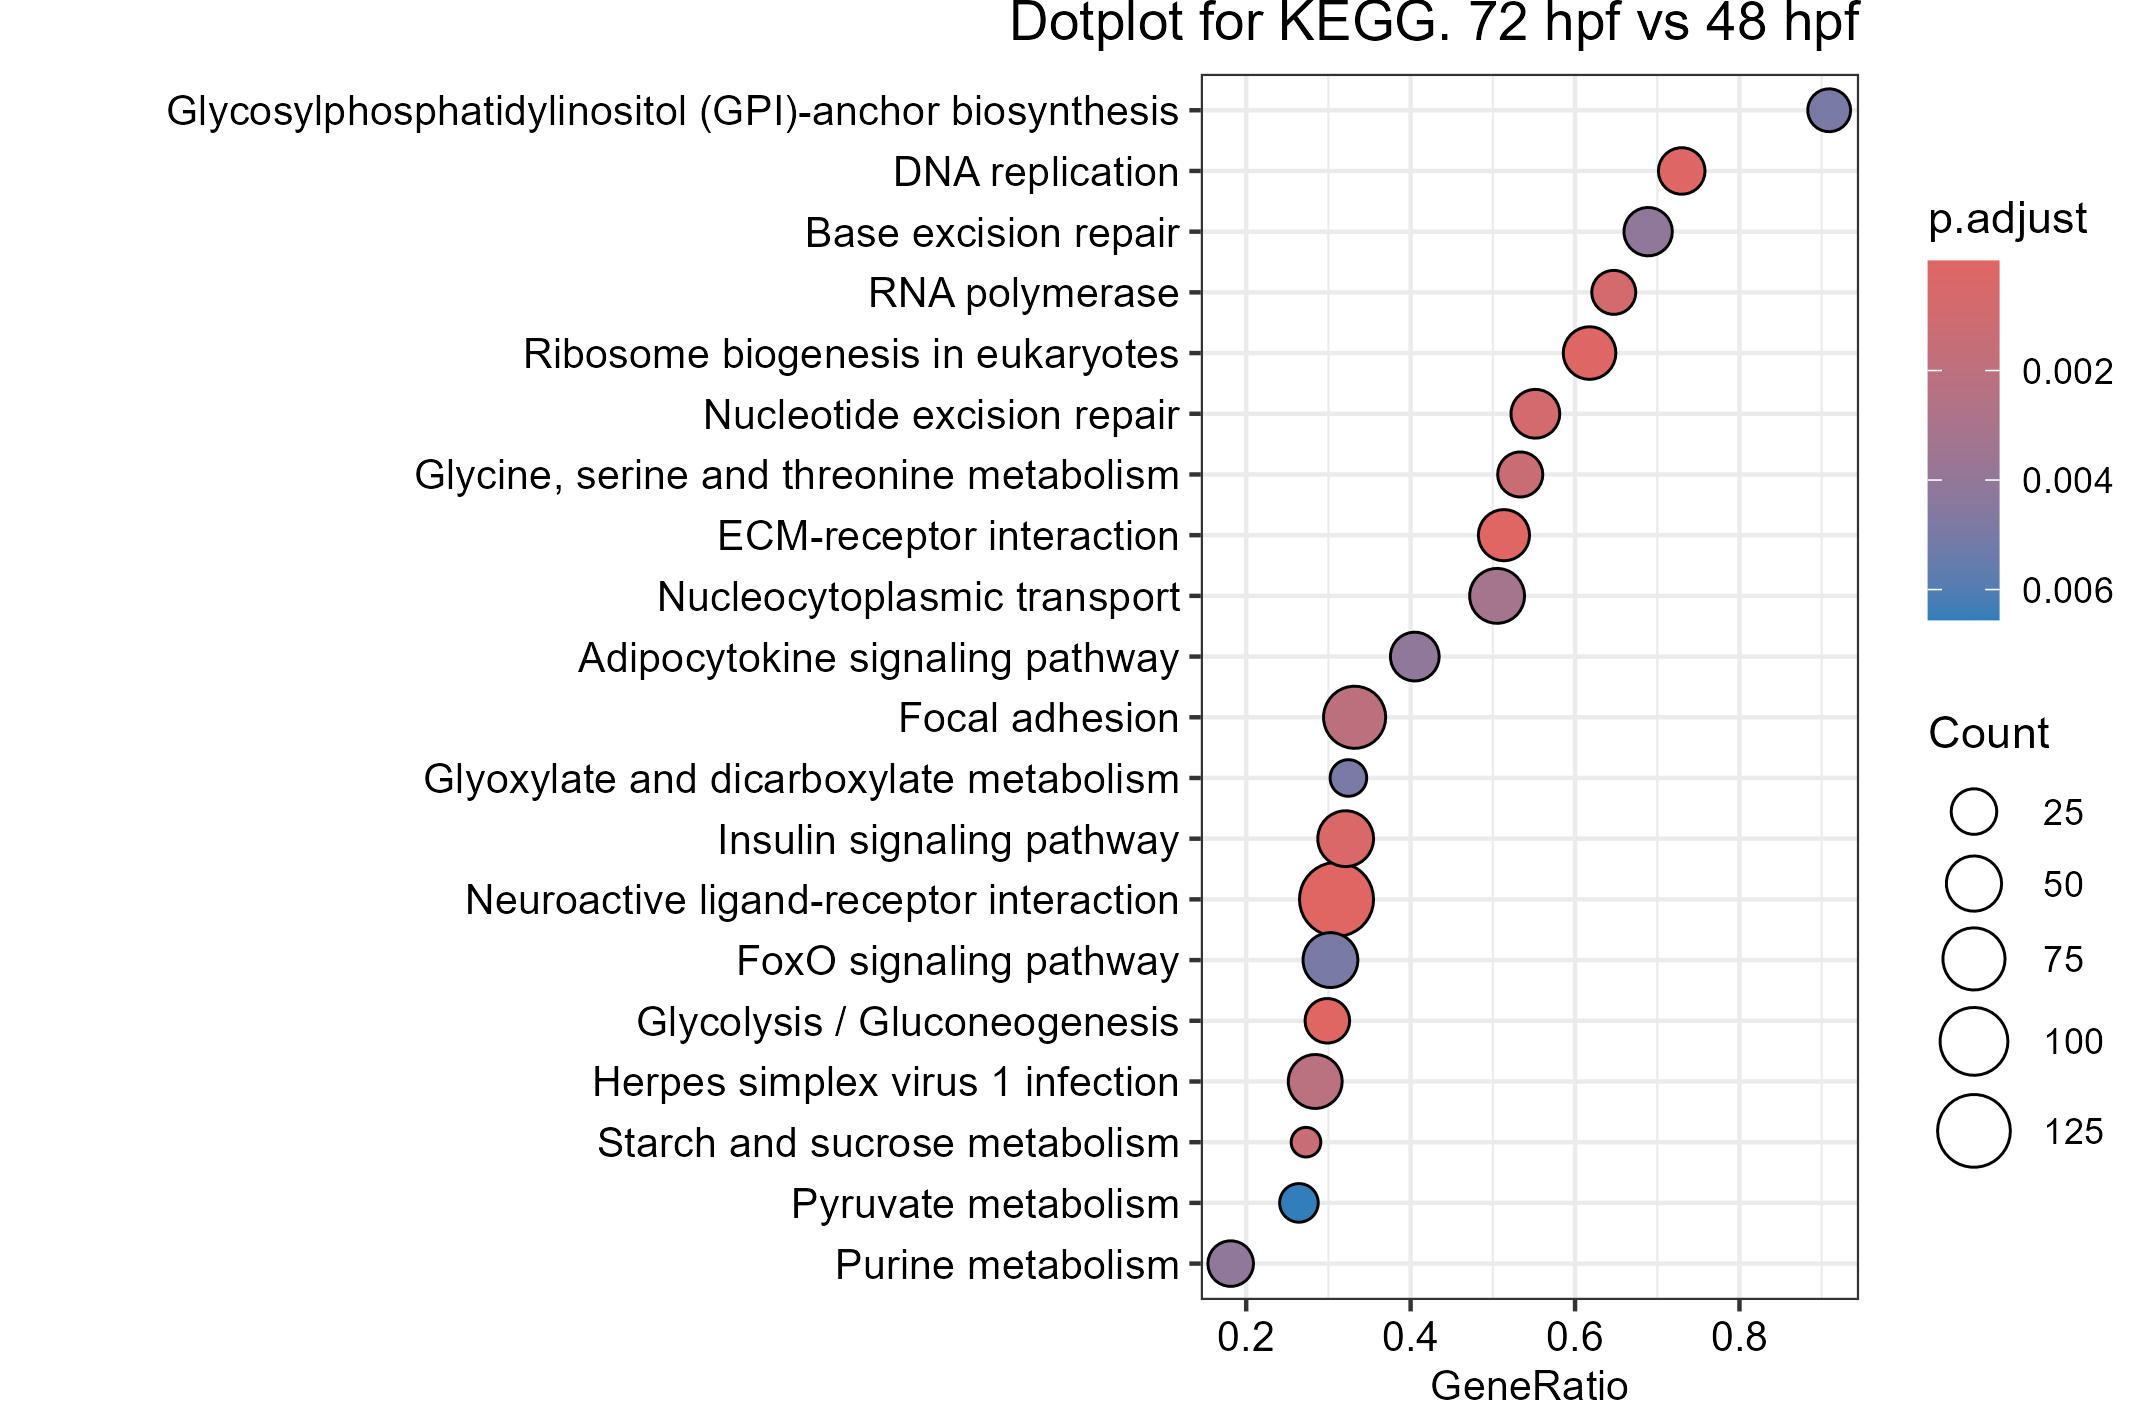 Dotplot for KEGG. 72 hpf vs 48 hpf
Glycosylphosphatidylinositol (GPI)-anchor biosynthesis
DNA replication
Base excision repair
RNA polymerase
Ribosome biogenesis in eukaryotes
Nucleotide excision repair
Glycine, serine and threonine metabolism
ECM-receptor interaction
Nucleocytoplasmic transport
Adipocytokine signaling pathway
Focal adhesion
Glyoxylate and dicarboxylate metabolism
Insulin signaling pathway
Neuroactive ligand-receptor interaction
FoxO signaling pathway
Glycolysis / Gluconeogenesis
Herpes simplex virus 1 infection
Starch and sucrose metabolism
Pyruvate metabolism
Purine metabolism
0.2 0.4 0.6 0.8
GeneRatio
p.adjust
0.002
0.004
0.006
Count
25
50
75
100
125